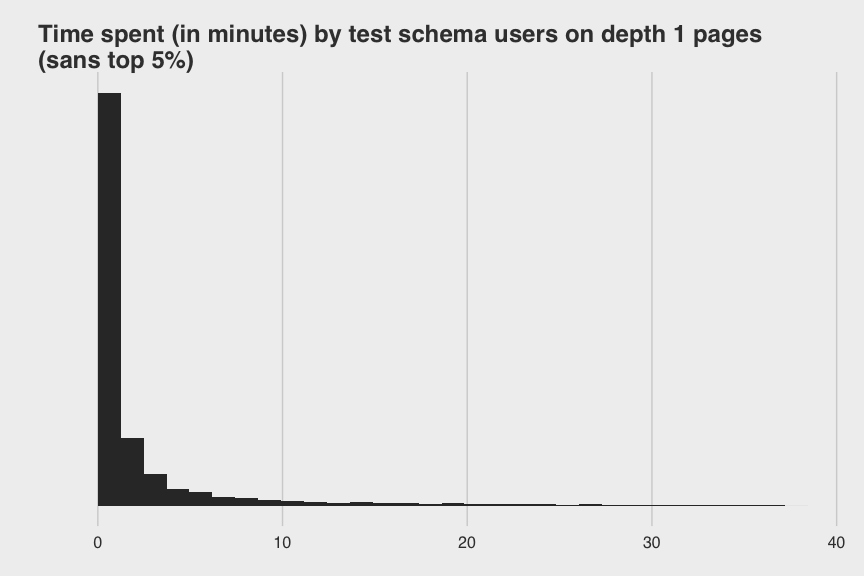 Time spent (in minutes) by test schema users on depth 1 pages
(sans top 5%)
0 10 20 30 40